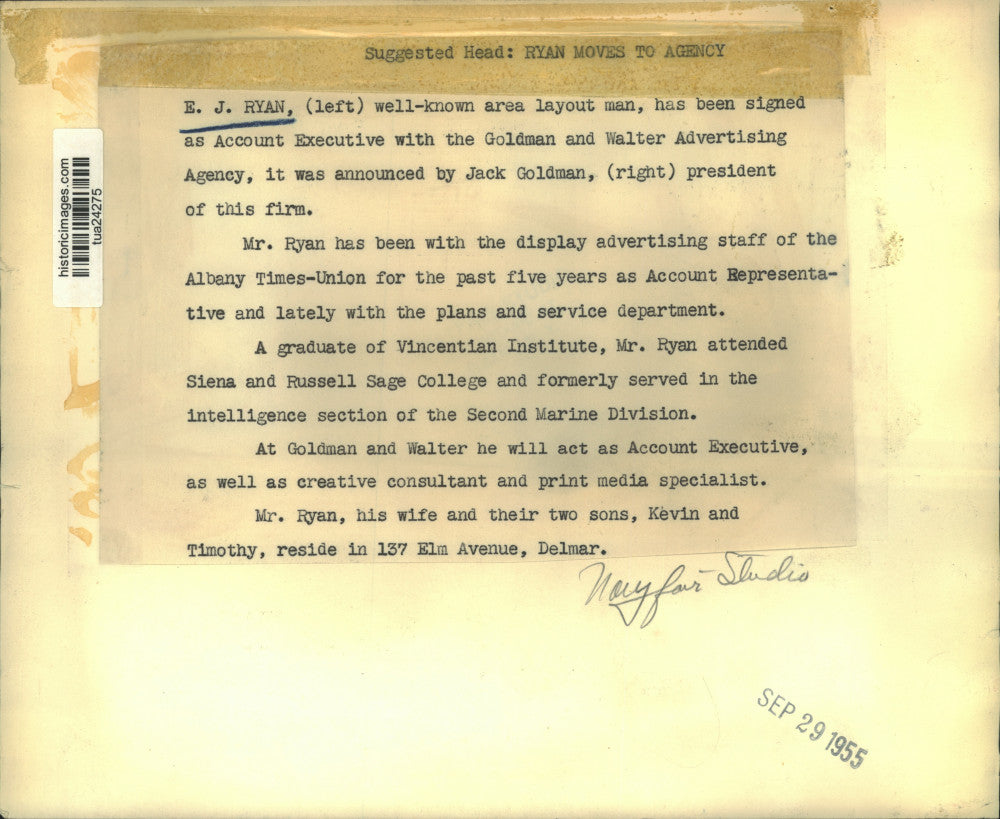 Suggested Head: RYAN MOVES TO AGENCY
E. J. RYAN, (left) well-known area layout man, has been signed
as Account Executive with the Goldman and Walter Advertising
Agency, it was announced by Jack Goldman, (right) president
of this firm.
Mr. Ryan has been with the display advertising staff of the
Albany Times-Union for the past five years as Account Representa-
tive and lately with the plans and service department.
A graduate of Vincentian Institute, Mr. Ryan attended
Siena and Russell Sage College and formerly served in the
intelligence section of the Second Marine Division.
At Goldman and Walter he will act as Account Executive,
as well as creative consultant and print media specialist.
Mr. Ryan, his wife and their two sons, Kevin and
Timothy, reside in 137 Elm Avenue, Delmar.
Mayfair Studio
SEP 29 1955
historicimages.com
tua24275